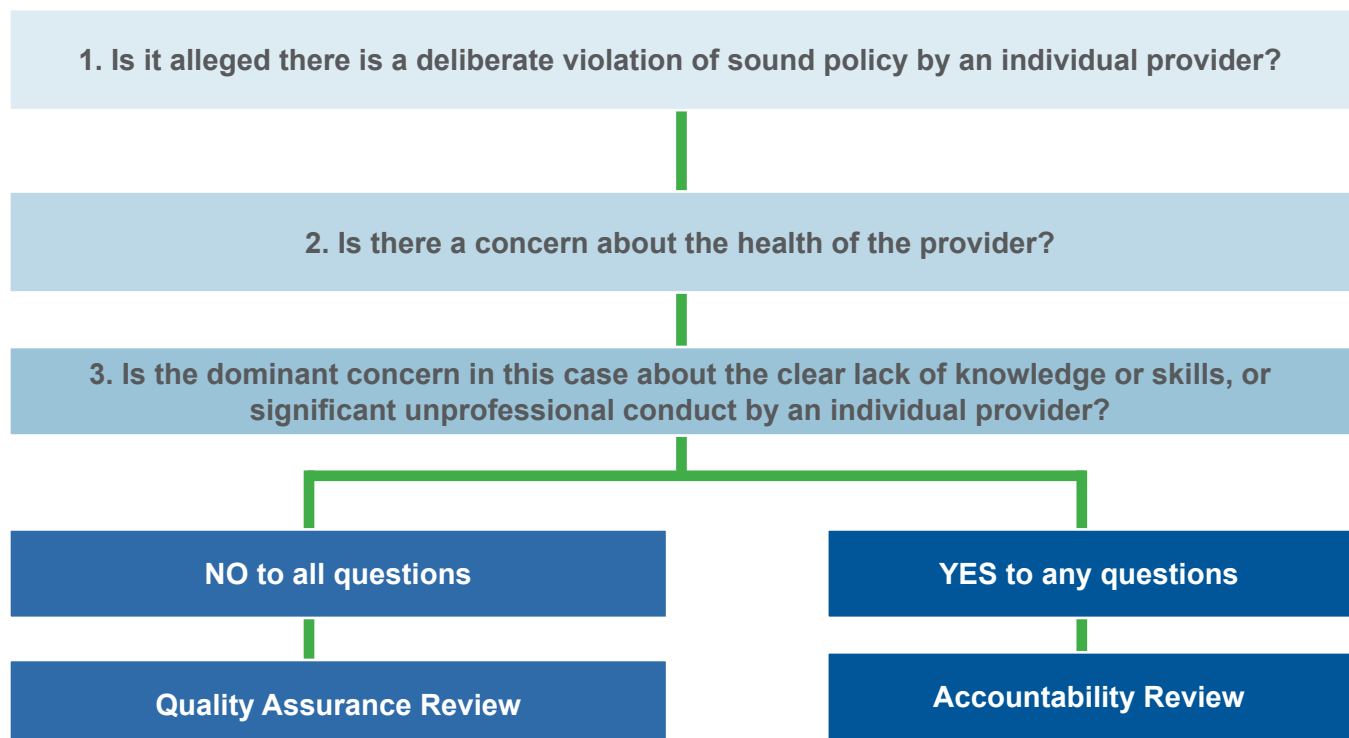 1. Is it alleged there is a deliberate violation of sound policy by an individual provider?
2. Is there a concern about the health of the provider?
3. Is the dominant concern in this case about the clear lack of knowledge or skills, or
significant unprofessional conduct by an individual provider?
NO to all questions
YES to any questions
Quality Assurance Review
Accountability Review